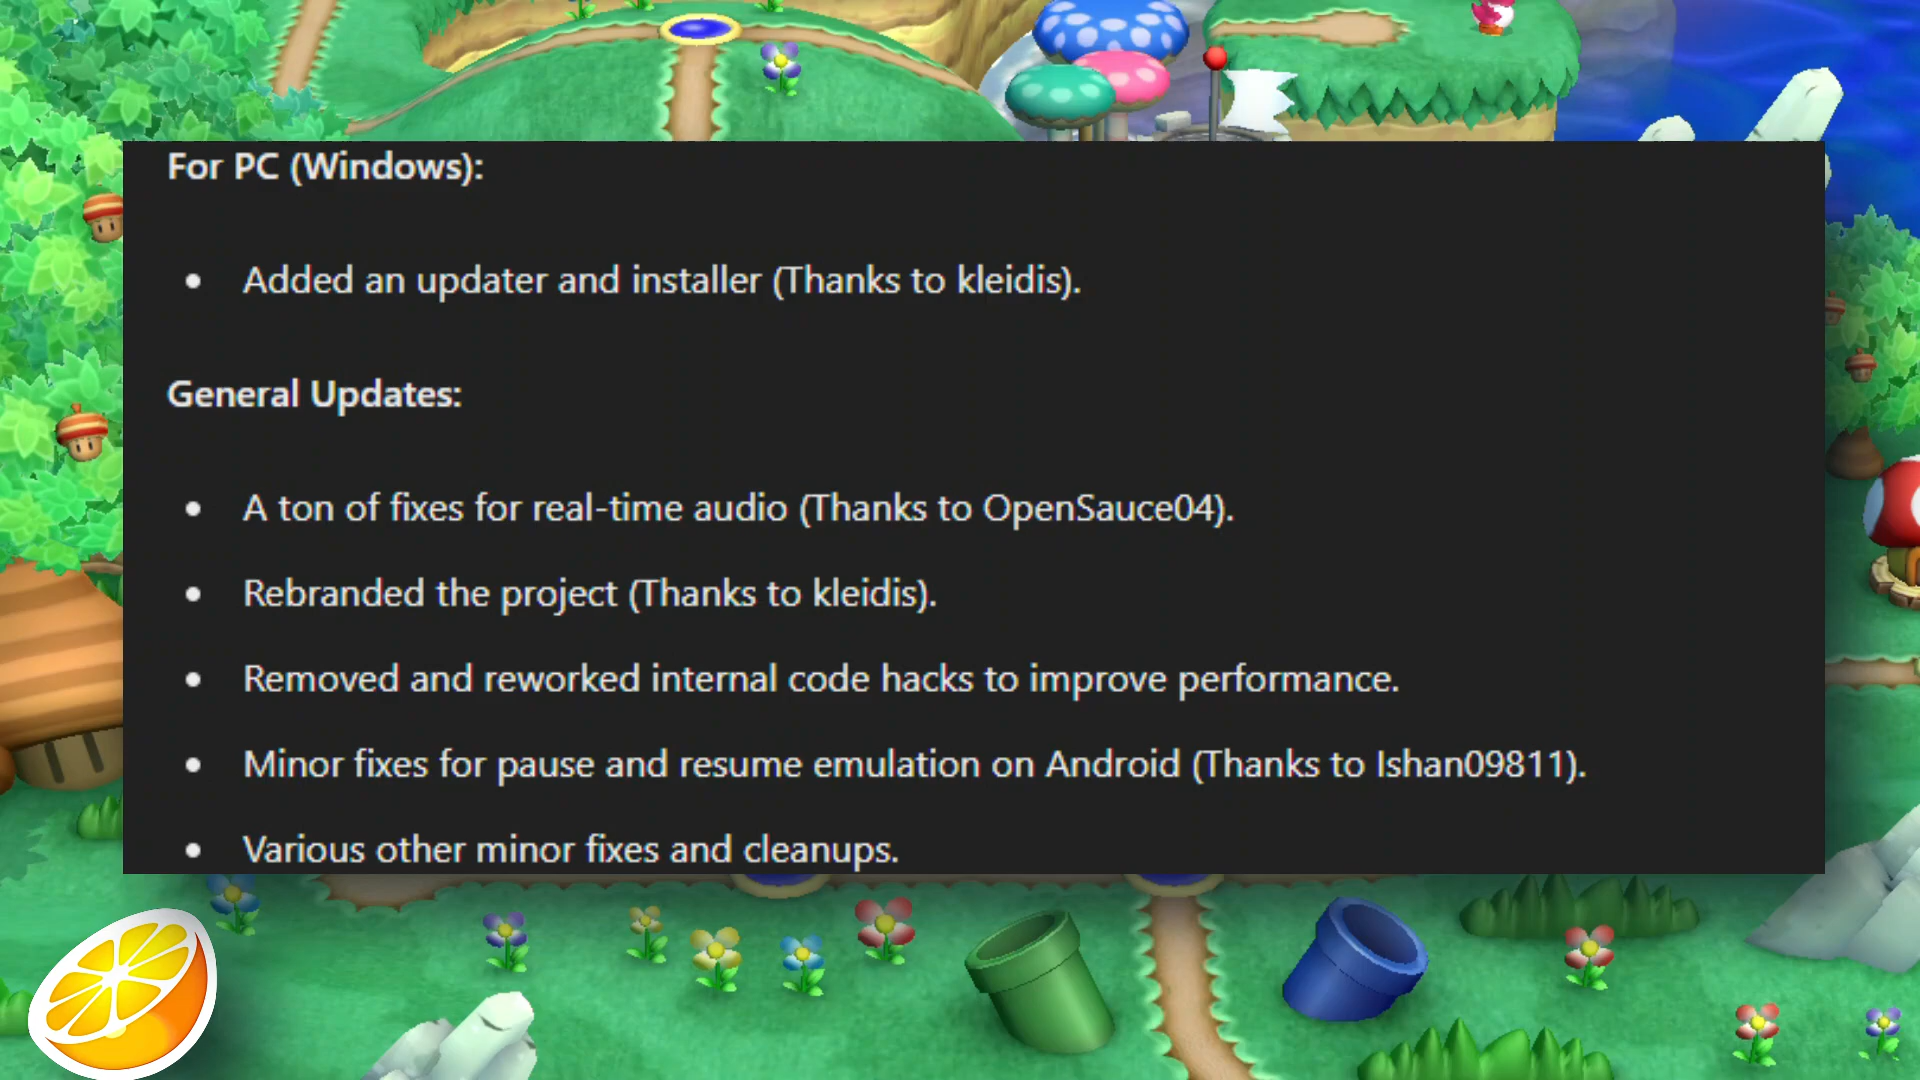 For PC (Windows):
• Added an updater and installer (Thanks to kleidis).
General Updates:
• A ton of fixes for real-time audio (Thanks to OpenSauce04).
• Rebranded the project (Thanks to kleidis).
• Removed and reworked internal code hacks to improve performance.
• Minor fixes for pause and resume emulation on Android (Thanks to Ishan09811).
• Various other minor fixes and cleanups.